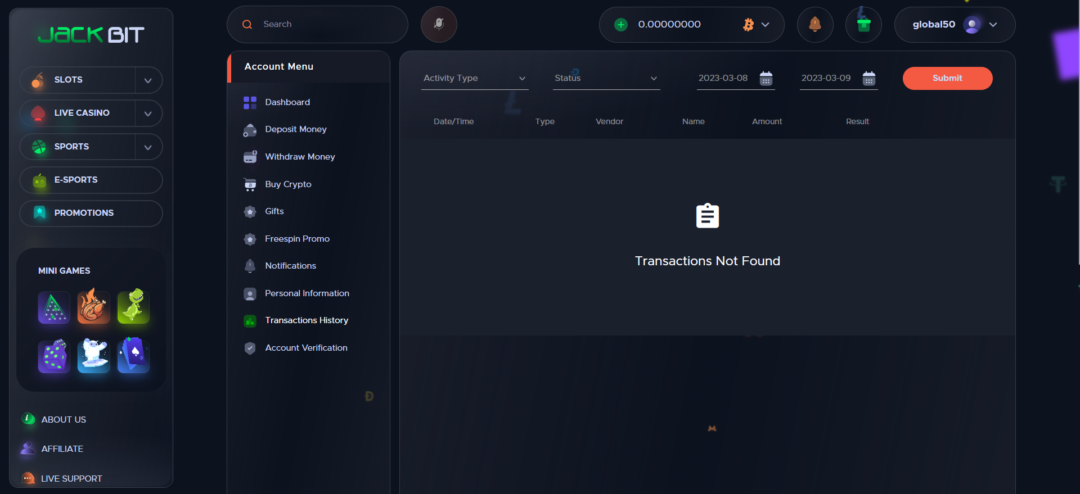 JACKBIT
Search
0.00000000
global50
SLOTS
LIVE CASINO
SPORTS
E-SPORTS
PROMOTIONS
MINI GAMES
ABOUT US
AFFILIATE
LIVE SUPPORT
Account Menu
Dashboard
Deposit Money
Withdraw Money
Buy Crypto
Gifts
Freespin Promo
Notifications
Personal Information
Transactions History
Account Verification
Activity Type Status 2023-03-08 2023-03-09 Submit
Date/Time Type Vendor Name Amount Result
Transactions Not Found